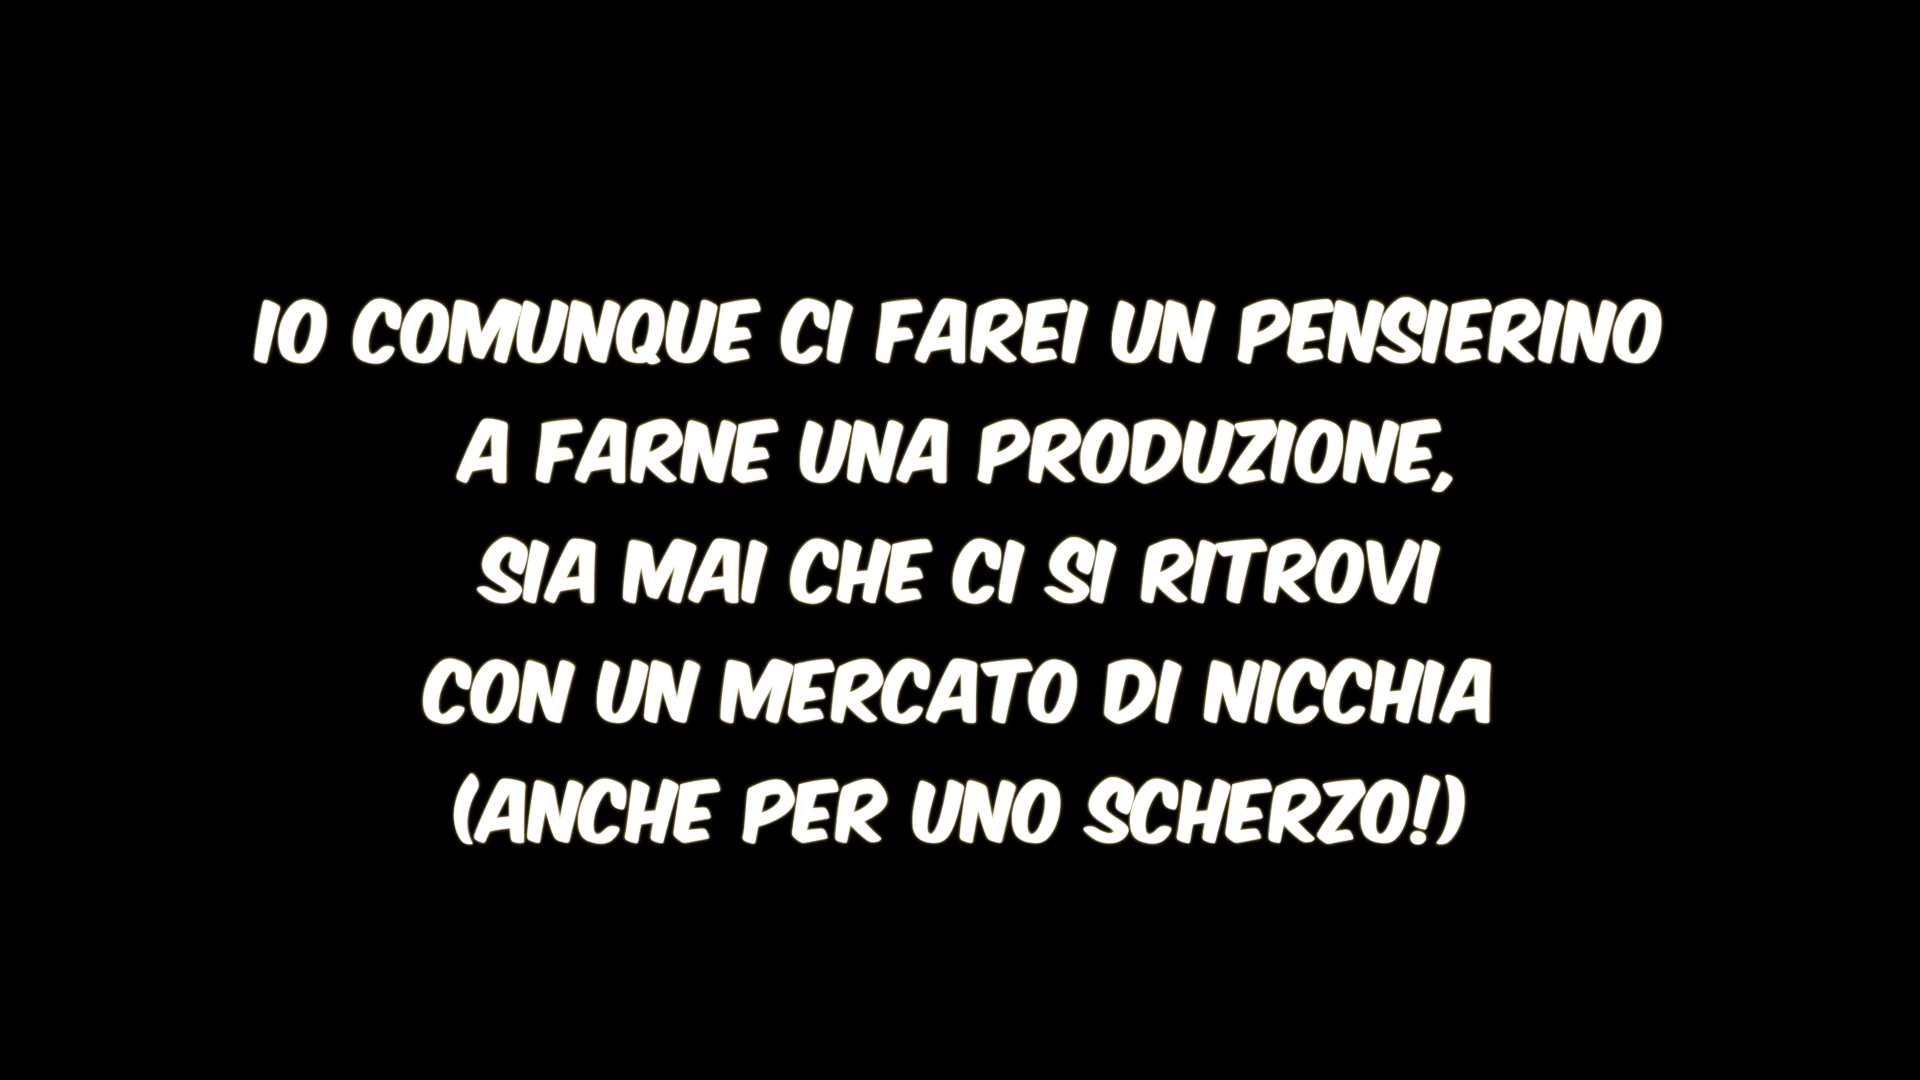 IO COMUNQUE CI FAREI UN PENSIERINO
A FARNE UNA PRODUZIONE,
SIA MAI CHE CI SI RITROVI
CON UN MERCATO DI NICCHIA
(ANCHE PER UNO SCHERZO!)